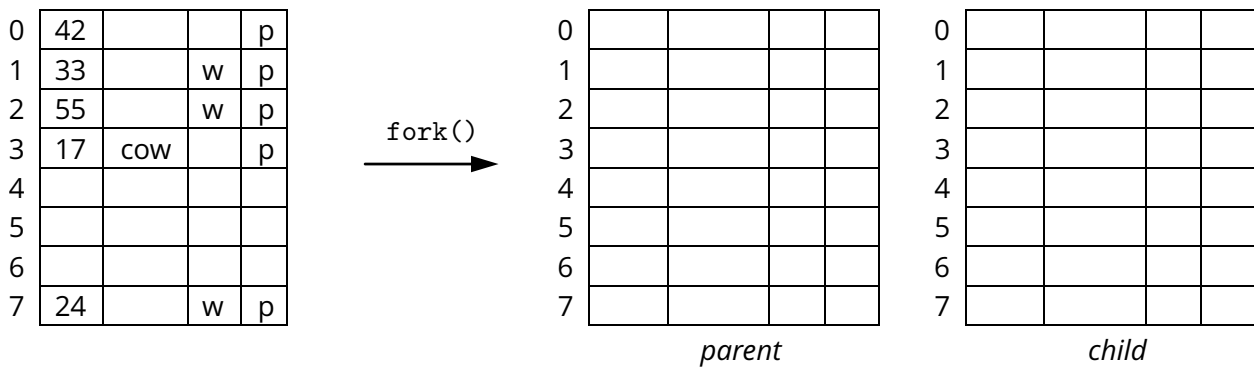 0 42 p 0 0
1 33 w p 1 1
2 55 w p 2 2
fork()
3 17 cow p 3 3
4 4 4
5 5 5
6 6 6
7 24 w p 7 7
parent child